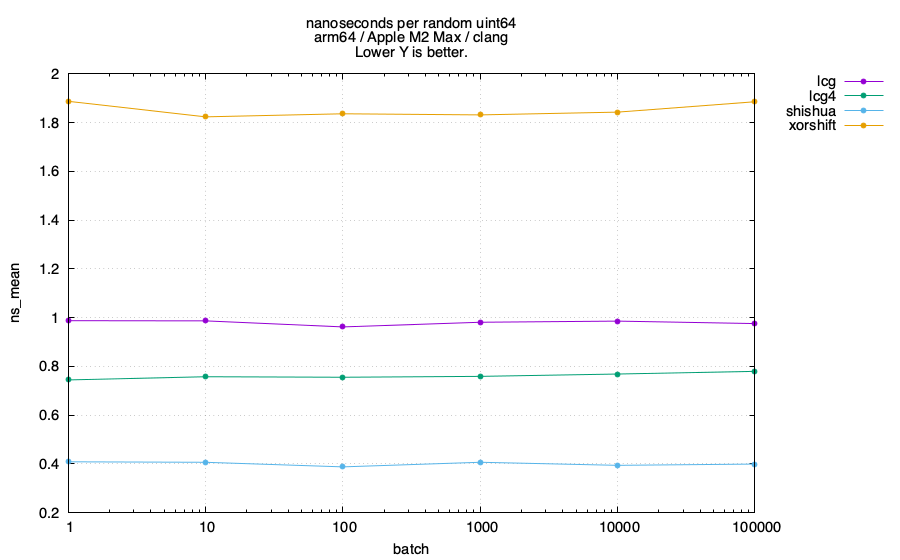 nanoseconds per random uint64
arm64 / Apple M2 Max / clang
Lower Y is better.
2
1.8
1.6
1.4
1.2
1
0.8
0.6
0.4
0.2
ns_mean
1 10 100 1000 10000 100000
batch
lcg
lcg4
shishua
xorshift